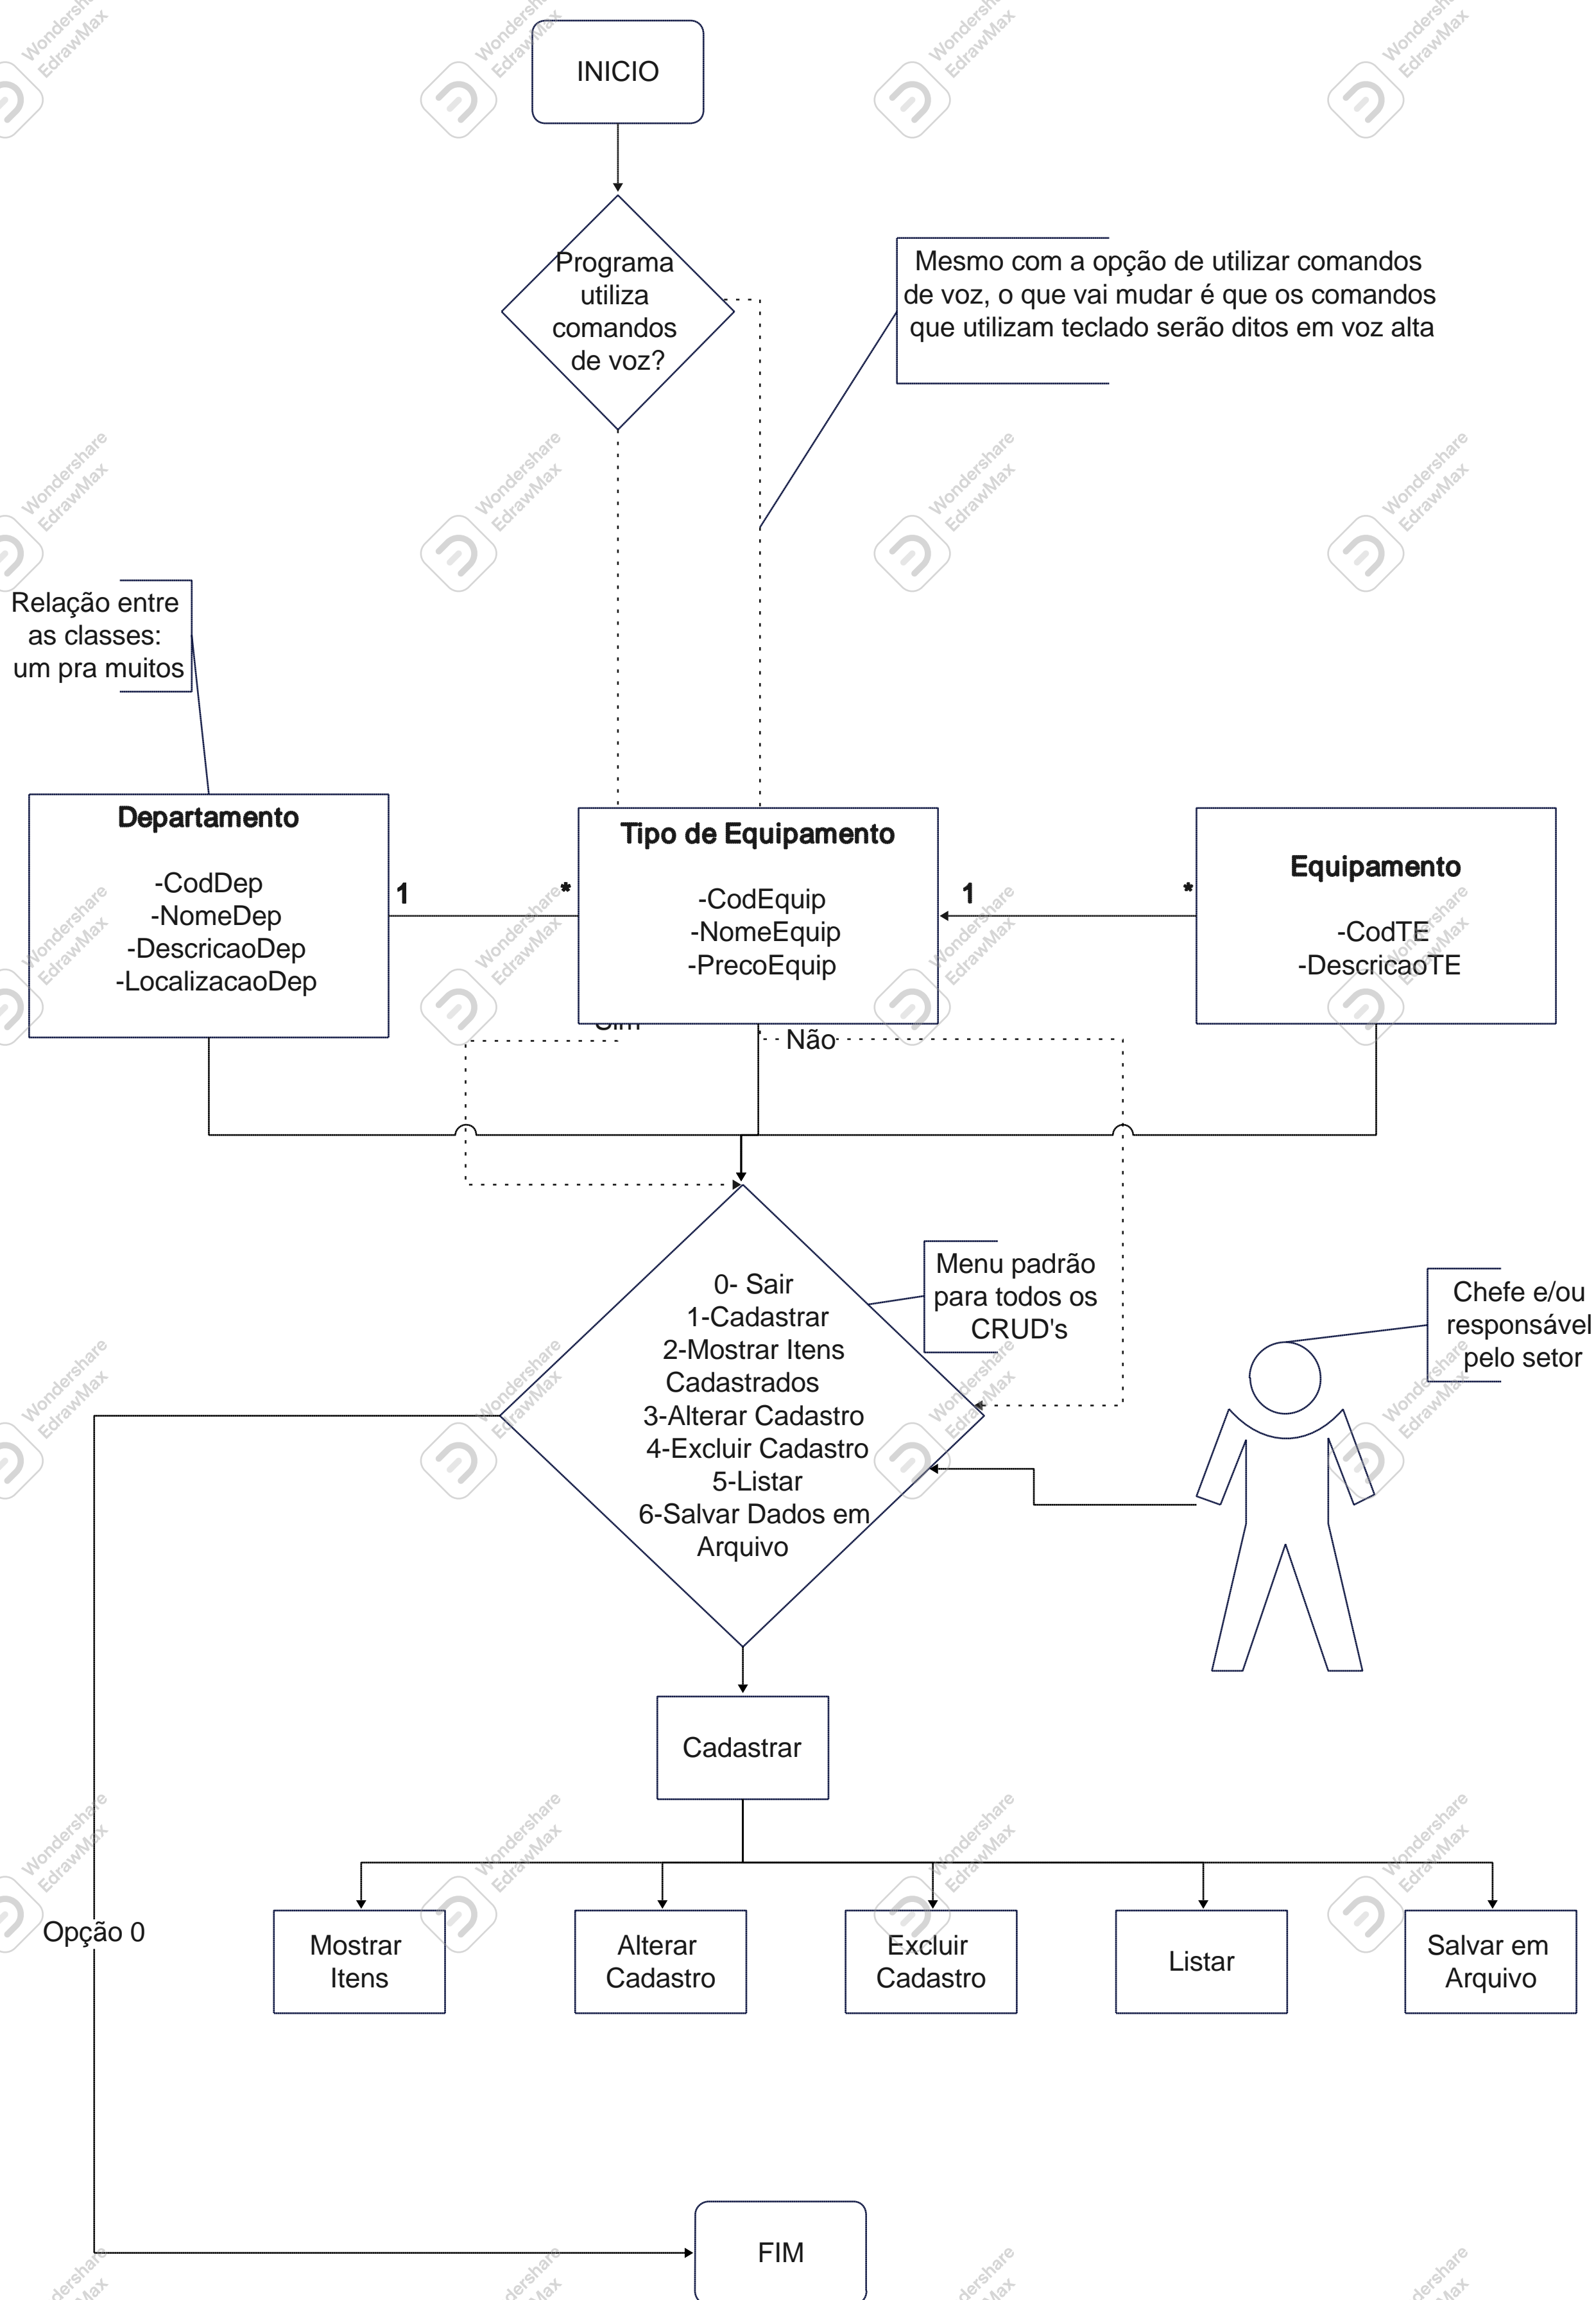 INICIO
Programa
utiliza
comandos
de voz?
Mesmo com a opção de utilizar comandos
de voz, o que vai mudar é que os comandos
que utilizam teclado serão ditos em voz alta
Relação entre
as classes:
um pra muitos
Departamento
-CodDep
-NomeDep
-DescricaoDep
-LocalizacaoDep
1
*
Tipo de Equipamento
-CodEquip
-NomeEquip
-PrecoEquip
1
*
Equipamento
-CodTE
-DescricaoTE
Sim
Não
0- Sair
1-Cadastrar
2-Mostrar Itens
Cadastrados
3-Alterar Cadastro
4-Excluir Cadastro
5-Listar
6-Salvar Dados em
Arquivo
Menu padrão
para todos os
CRUD's
Chefe e/ou
responsável
pelo setor
Cadastrar
Opção 0
Mostrar
Itens
Alterar
Cadastro
Excluir
Cadastro
Listar
Salvar em
Arquivo
FIM
Wondershare
EdrawMax